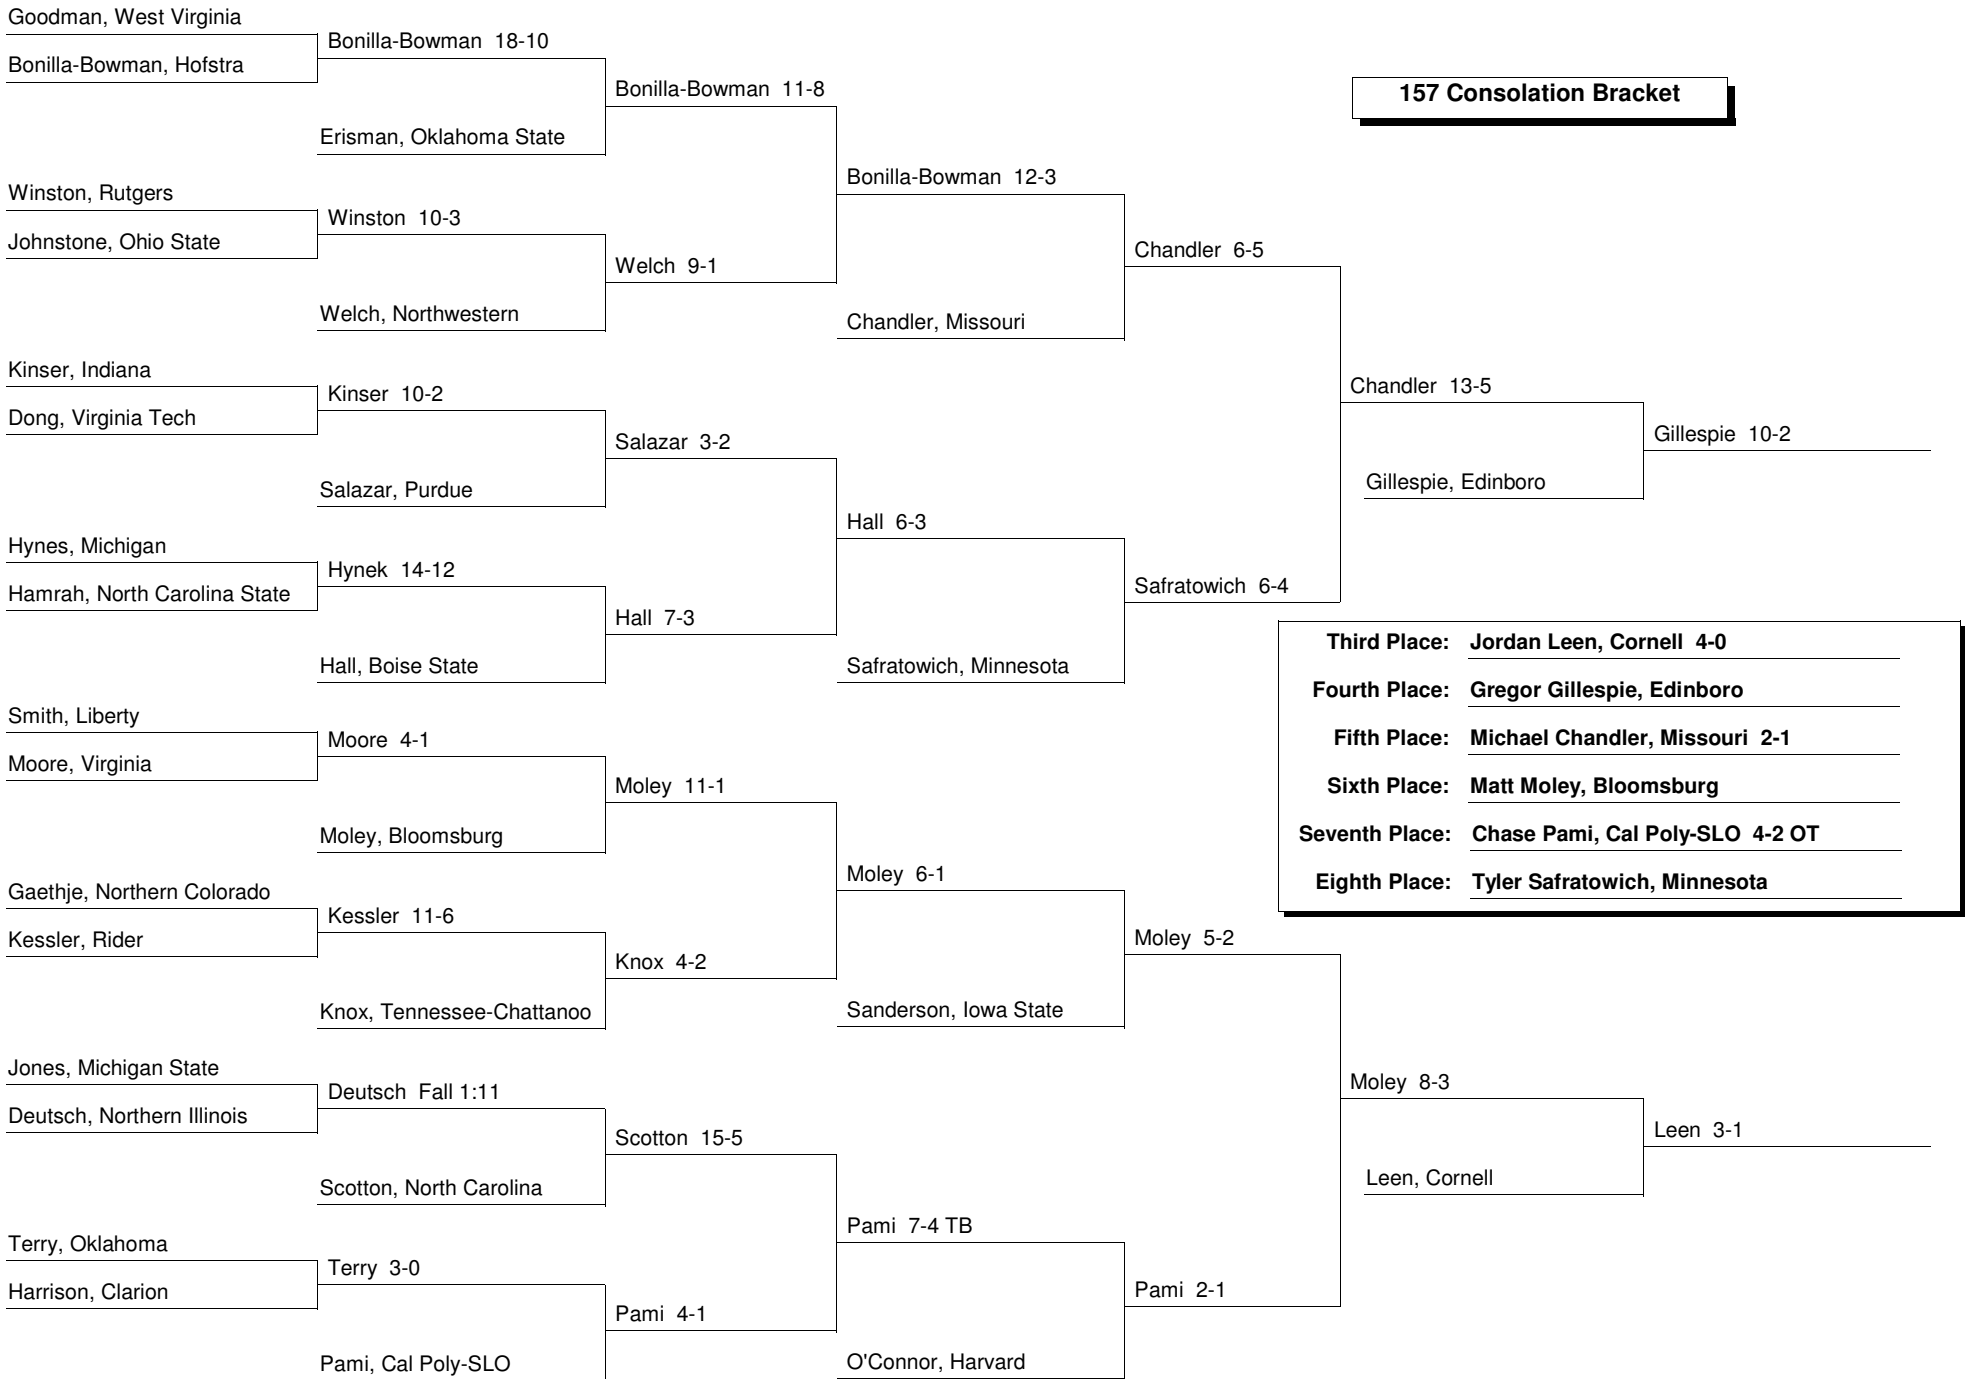 Goodman, West Virginia
Bonilla-Bowman, Hofstra
Winston, Rutgers
Johnstone, Ohio State
Kinser, Indiana
Dong, Virginia Tech
Hynes, Michigan
Hamrah, North Carolina State
Smith, Liberty
Moore, Virginia
Gaethje, Northern Colorado
Kessler, Rider
Jones, Michigan State
Deutsch, Northern Illinois
Terry, Oklahoma
Harrison, Clarion
Bonilla-Bowman 18-10
Erisman, Oklahoma State
Winston 10-3
Welch, Northwestern
Kinser 10-2
Salazar, Purdue
Hynek 14-12
Hall, Boise State
Moore 4-1
Moley, Bloomsburg
Kessler 11-6
Knox, Tennessee-Chattanoo
Deutsch Fall 1:11
Scotton, North Carolina
Terry 3-0
Pami, Cal Poly-SLO
Bonilla-Bowman 11-8
Welch 9-1
Salazar 3-2
Hall 7-3
Moley 11-1
Knox 4-2
Scotton 15-5
Pami 4-1
Bonilla-Bowman 12-3
Chandler, Missouri
Hall 6-3
Safratowich, Minnesota
Moley 6-1
Sanderson, Iowa State
Pami 7-4 TB
O'Connor, Harvard
Chandler 6-5
Safratowich 6-4
Moley 5-2
Pami 2-1
157 Consolation Bracket
Chandler 13-5
Gillespie, Edinboro
Gillespie 10-2
Third Place: Jordan Leen, Cornell 4-0
Fourth Place: Gregor Gillespie, Edinboro
Fifth Place: Michael Chandler, Missouri 2-1
Sixth Place: Matt Moley, Bloomsburg
Seventh Place: Chase Pami, Cal Poly-SLO 4-2 OT
Eighth Place: Tyler Safratowich, Minnesota
Moley 8-3
Leen, Cornell
Leen 3-1